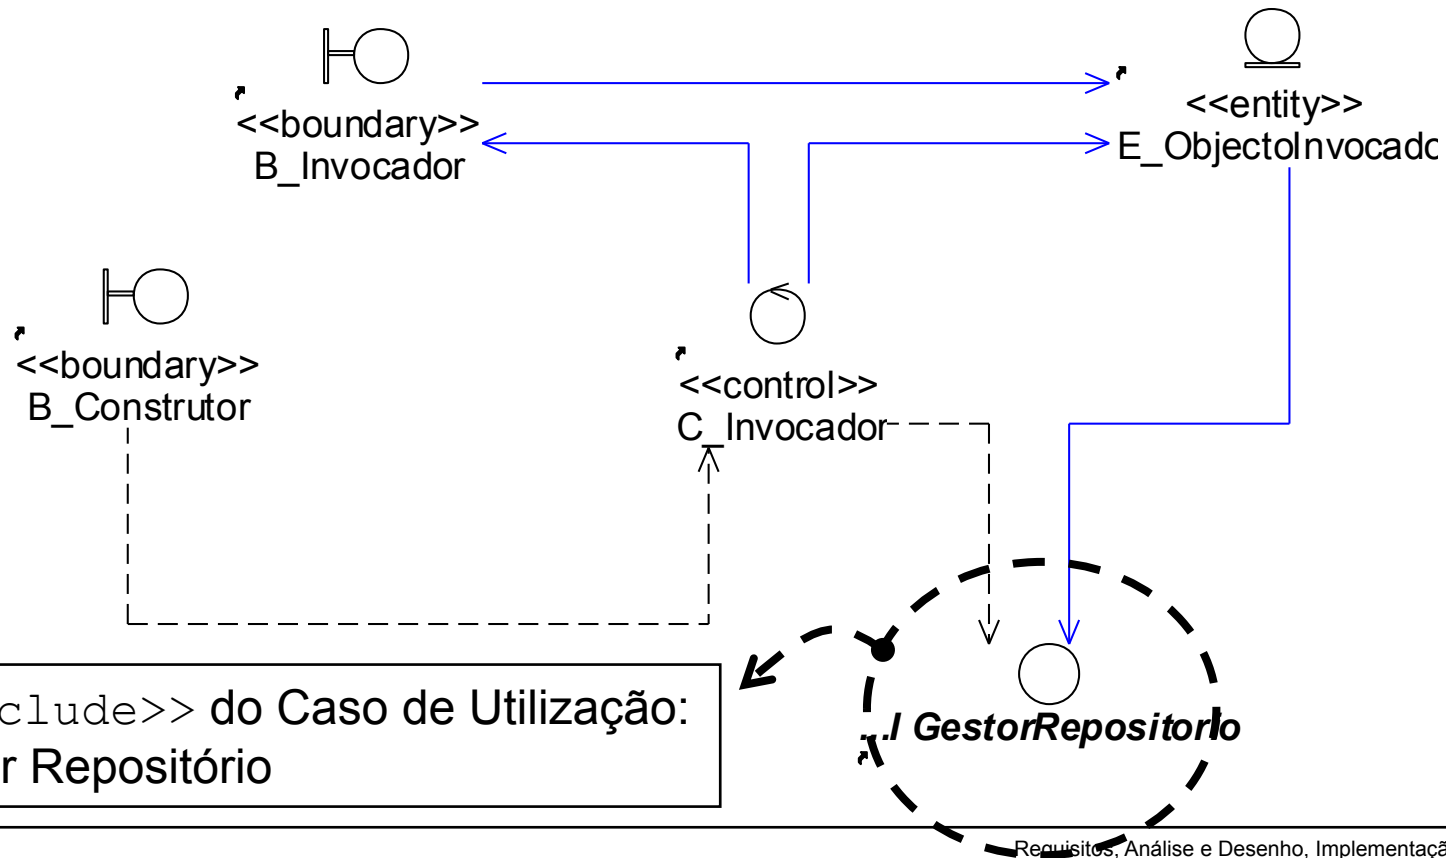 <<boundary>>
B_Invocador
<<entity>>
E_ObjectoInvocado
<<boundary>>
B_Construtor
<<control>>
C_Invocador
clude>> do Caso de Utilização:
r Repositório
...I GestorRepositorio
Requisitos, Análise e Desenho, Implementaçã